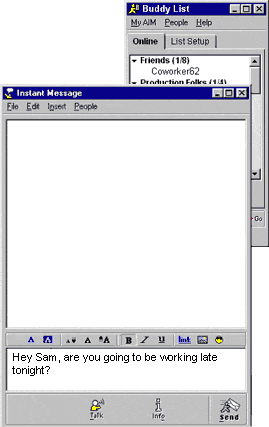 Buddy List
My AIM People Help
Online List Setup
Friends (1/8)
Coworker62
Production Folks (1/4)
Go
Instant Message
File Edit Insert People
A A A A A B I U link
Hey Sam, are you going to be working late
tonight?
Talk Info Send